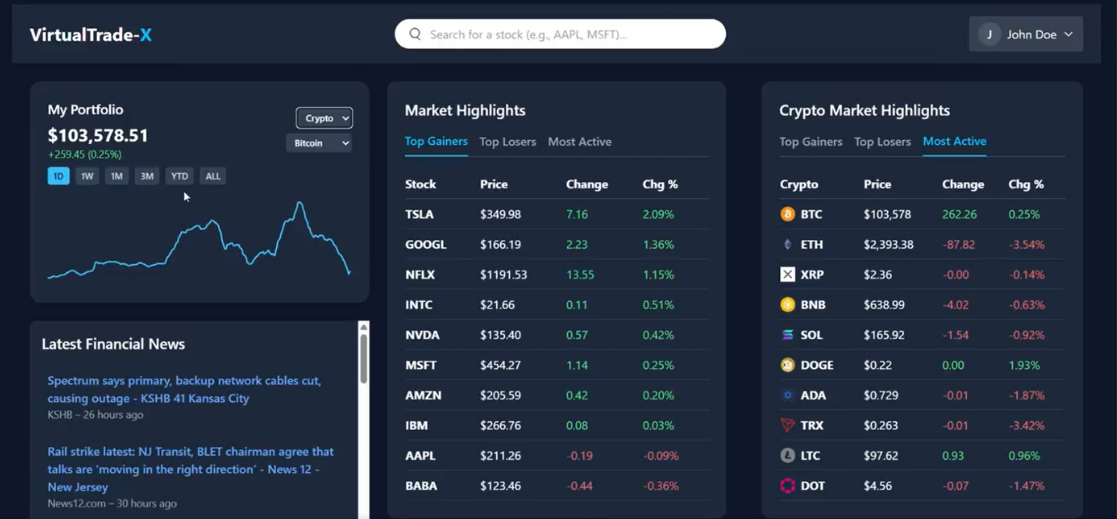 VirtualTrade-X
Search for a stock (e.g., AAPL, MSFT)...
J John Doe
My Portfolio
$103,578.51
+259.45 (0.25%)
Crypto
Bitcoin
1D 1W 1M 3M YTD ALL
Latest Financial News
Spectrum says primary, backup network cables cut,
causing outage - KSHB 41 Kansas City
KSHB – 26 hours ago
Rail strike latest: NJ Transit, BLET chairman agree that
talks are ‘moving in the right direction’ - News 12 -
New Jersey
News12.com – 30 hours ago
Market Highlights
Top Gainers Top Losers Most Active
Stock Price Change Chg %
TSLA $349.98 7.16 2.09%
GOOGL $166.19 2.23 1.36%
NFLX $1191.53 13.55 1.15%
INTC $21.66 0.11 0.51%
NVDA $135.40 0.57 0.42%
MSFT $454.27 1.14 0.25%
AMZN $205.59 0.42 0.20%
IBM $266.76 0.08 0.03%
AAPL $211.26 -0.19 -0.09%
BABA $123.46 -0.44 -0.36%
Crypto Market Highlights
Top Gainers Top Losers Most Active
Crypto Price Change Chg %
BTC $103,578 262.26 0.25%
ETH $2,393.38 -87.82 -3.54%
XRP $2.36 -0.00 -0.14%
BNB $638.99 -4.02 -0.63%
SOL $165.92 -1.54 -0.92%
DOGE $0.22 0.00 1.93%
ADA $0.729 -0.01 -1.87%
TRX $0.263 -0.01 -3.42%
LTC $97.62 0.93 0.96%
DOT $4.56 -0.07 -1.47%